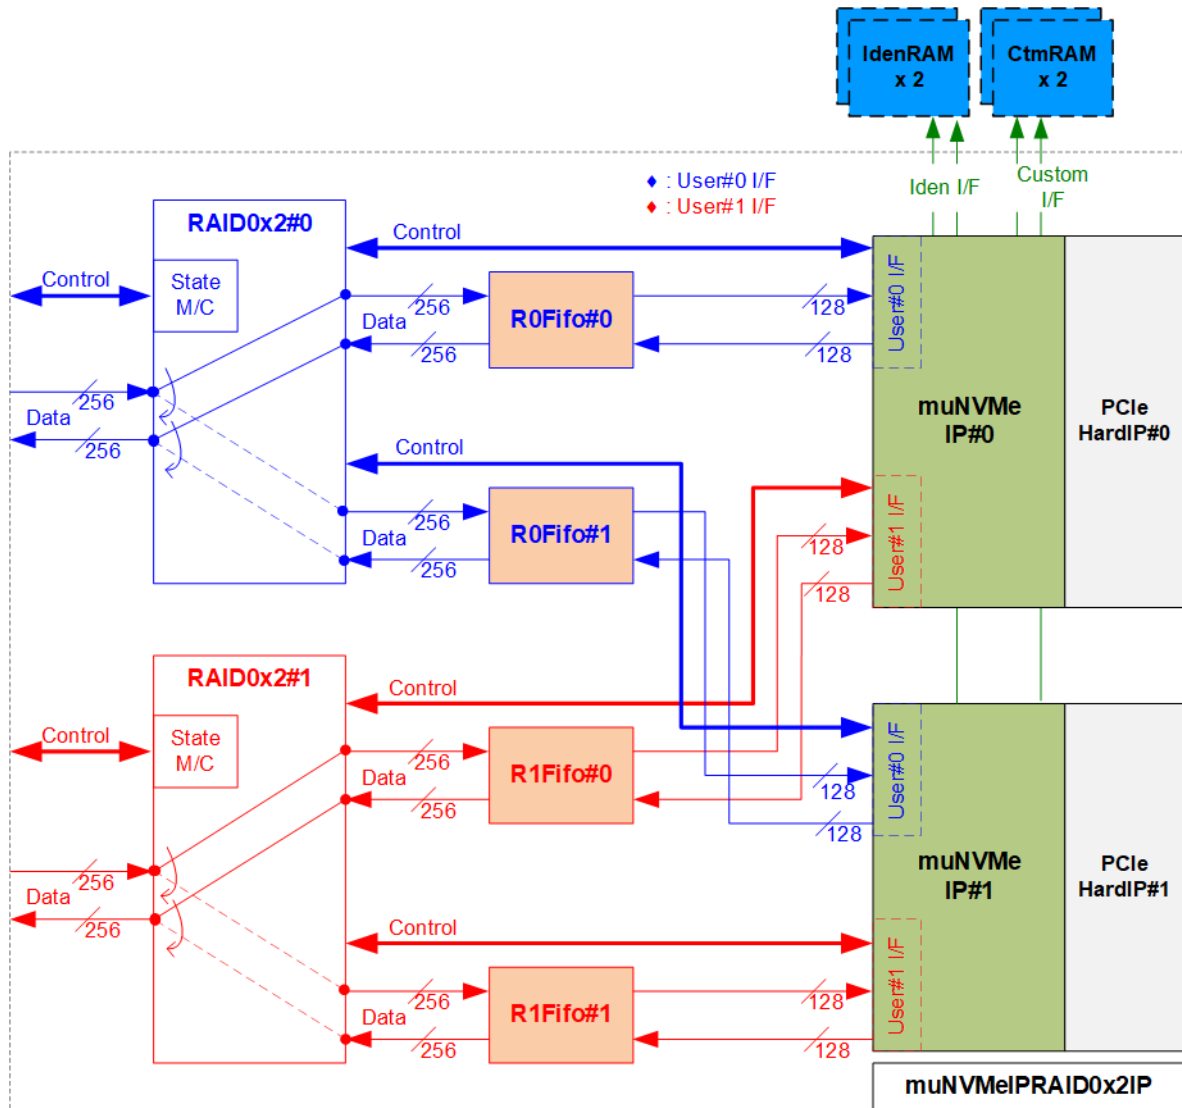 IdenRAM
x 2
CtmRAM
x 2
Iden I/F
Custom
I/F
♦ : User#0 I/F
♦ : User#1 I/F
RAID0x2#0
Control
State
M/C
Control
256
Data
256
256
Data
256
R0Fifo#0
128
128
User#0 I/F
muNVMe
IP#0
PCIe
HardIP#0
Control
256
Data
256
R0Fifo#1
128
128
User#1 I/F
RAID0x2#1
Control
State
M/C
Control
256
Data
256
256
Data
256
R1Fifo#0
128
128
User#0 I/F
muNVMe
IP#1
PCIe
HardIP#1
Control
256
Data
256
R1Fifo#1
128
128
User#1 I/F
muNVMeIPRAID0x2IP